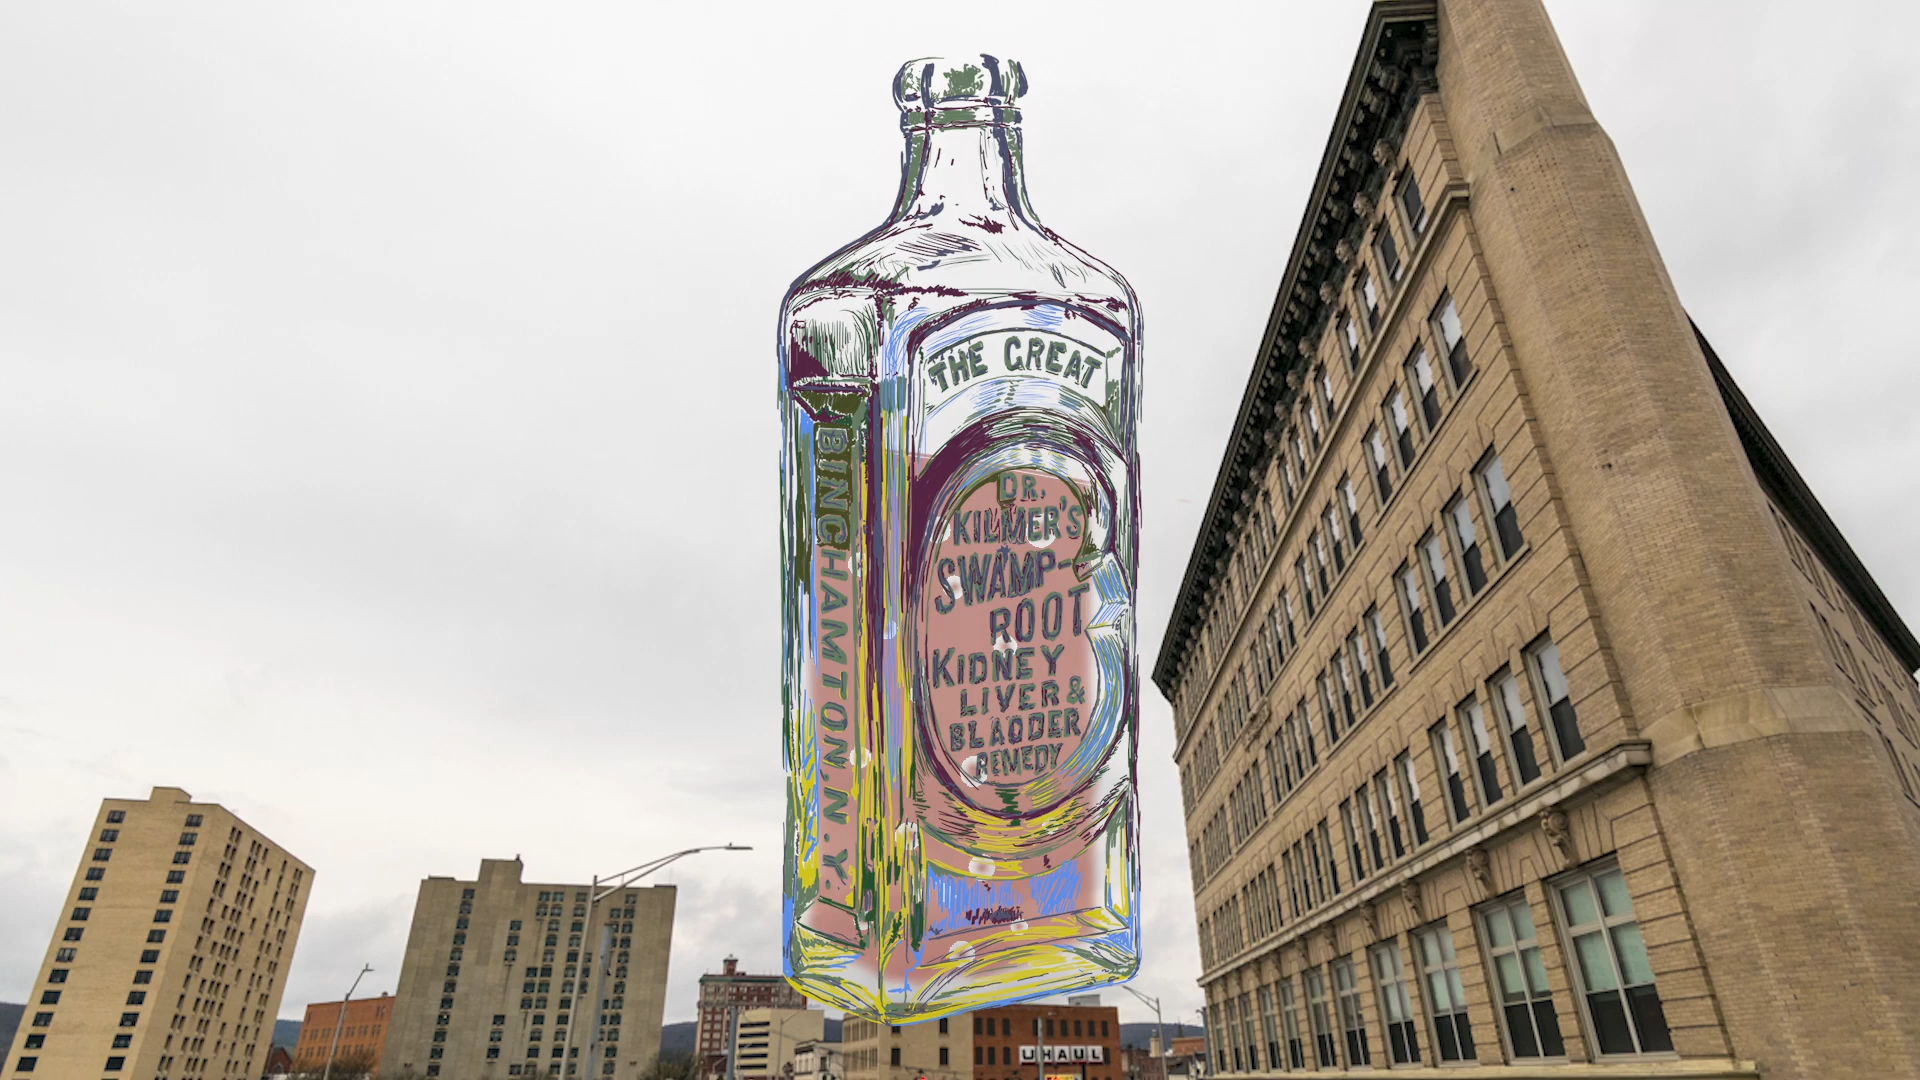 THE GREAT
DR.
KILMER'S
SWAMP-
ROOT
KIDNEY
LIVER &
BLADDER
REMEDY
BINGHAMTON, N.Y.
UHAUL